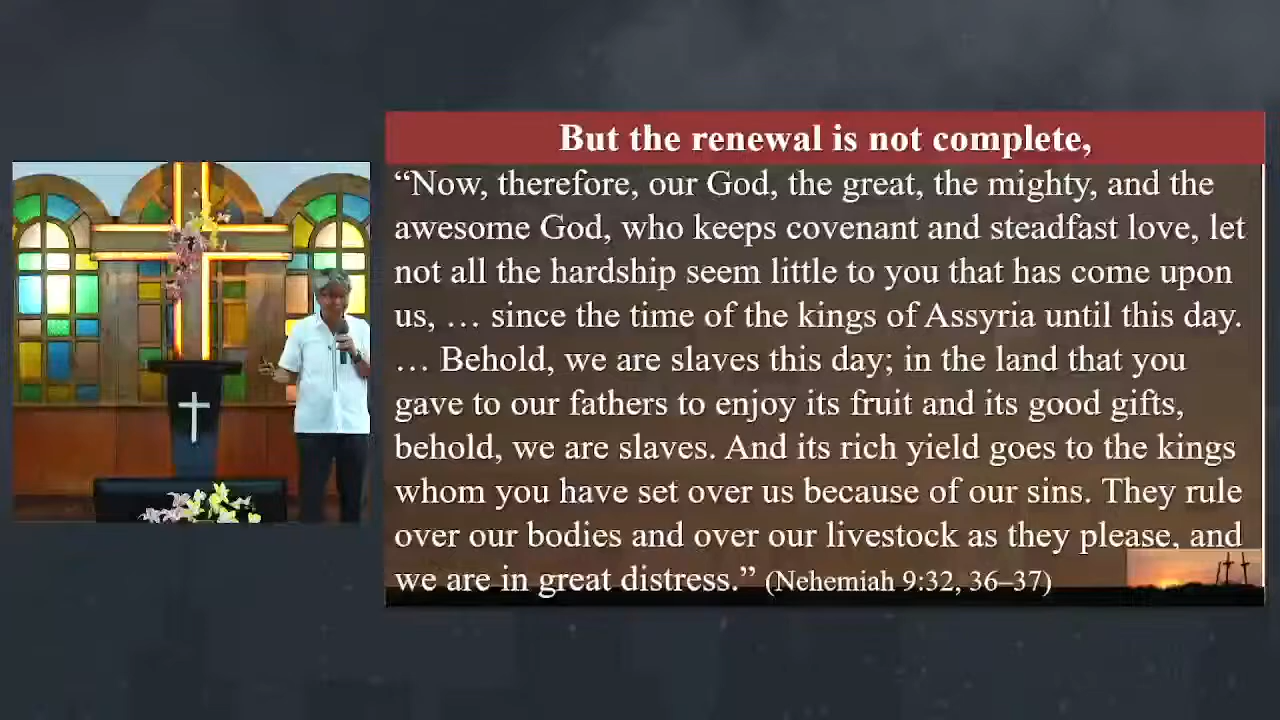 But the renewal is not complete,
“Now, therefore, our God, the great, the mighty, and the
awesome God, who keeps covenant and steadfast love, let
not all the hardship seem little to you that has come upon
us, … since the time of the kings of Assyria until this day.
… Behold, we are slaves this day; in the land that you
gave to our fathers to enjoy its fruit and its good gifts,
behold, we are slaves. And its rich yield goes to the kings
whom you have set over us because of our sins. They rule
over our bodies and over our livestock as they please, and
we are in great distress.” (Nehemiah 9:32, 36–37)